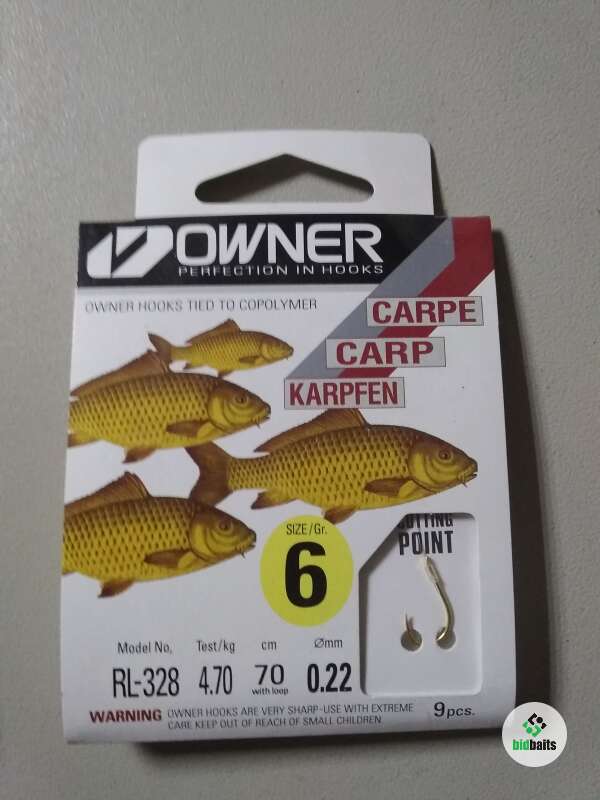 OWNER
PERFECTION IN HOOKS
OWNER HOOKS TIED TO COPOLYMER
CARPE
CARP
KARPFEN
SIZE/Gr.
6
CUTTING
POINT
Model No, Test/kg cm Ømm
RL-328 4.70 70 0.22
with loop
WARNING OWNER HOOKS ARE VERY SHARP-USE WITH EXTREME
CARE KEEP OUT OF REACH OF SMALL CHILDREN
9pcs.
bidbaits